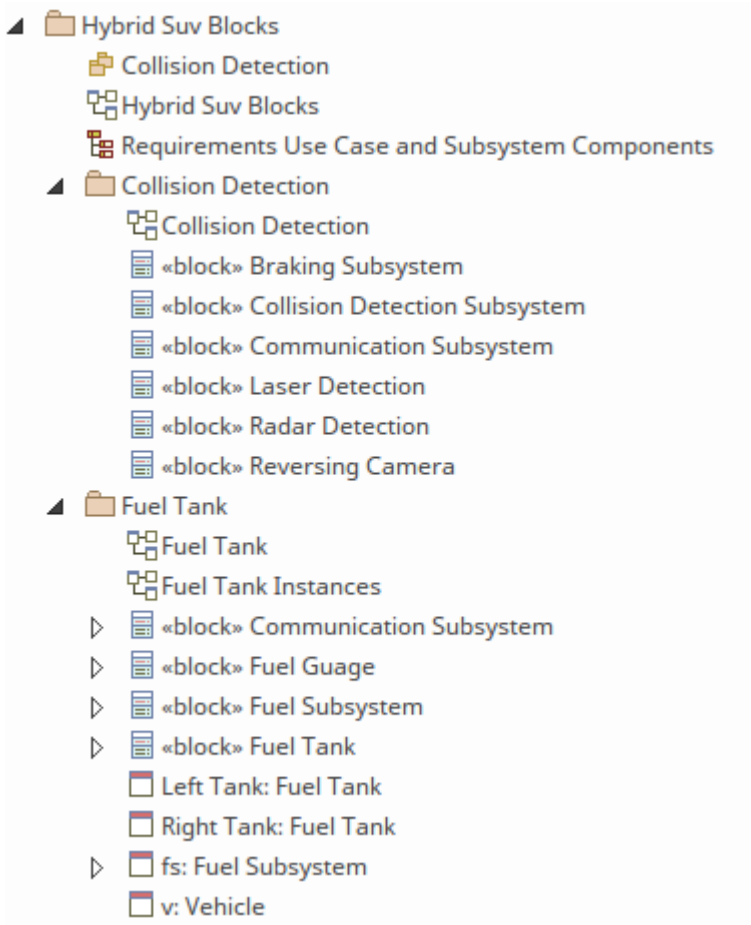 Hybrid Suv Blocks
Collision Detection
Hybrid Suv Blocks
Requirements Use Case and Subsystem Components
Collision Detection
Collision Detection
«block» Braking Subsystem
«block» Collision Detection Subsystem
«block» Communication Subsystem
«block» Laser Detection
«block» Radar Detection
«block» Reversing Camera
Fuel Tank
Fuel Tank
Fuel Tank Instances
«block» Communication Subsystem
«block» Fuel Guage
«block» Fuel Subsystem
«block» Fuel Tank
Left Tank: Fuel Tank
Right Tank: Fuel Tank
fs: Fuel Subsystem
v: Vehicle